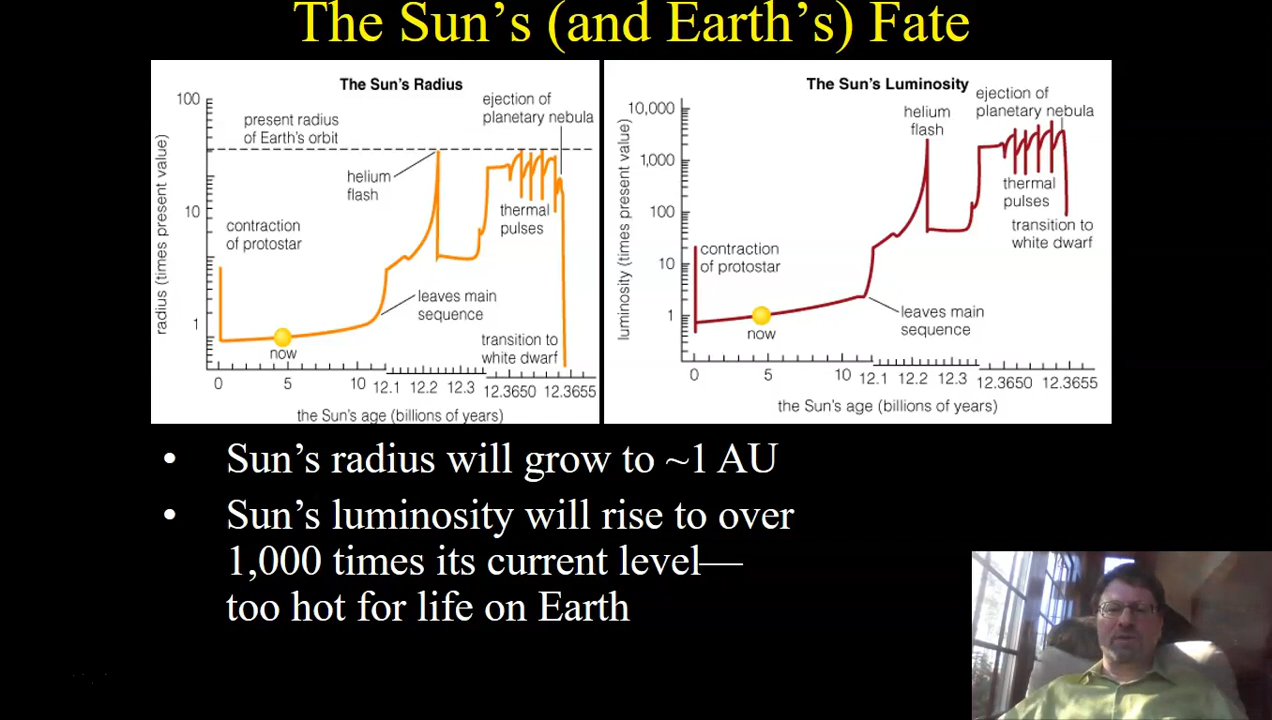 The Sun's (and Earth's) Fate
The Sun's Radius
100
present radius
of Earth's orbit
ejection of
planetary nebula
helium
flash
radius (times present value)
10
contraction
of protostar
thermal
pulses
1
leaves main
sequence
now
transition to
white dwarf
0 5 10 12.1 12.2 12.3 12.3650 12.3655
the Sun's age (billions of years)
The Sun's Luminosity
ejection of
planetary nebula
10,000
helium
flash
1,000
luminosity (times present value)
thermal
pulses
100
transition to
white dwarf
contraction
of protostar
10
leaves main
sequence
1
now
0 5 10 12.1 12.2 12.3 12.3650 12.3655
the Sun's age (billions of years)
• Sun's radius will grow to ~1 AU
• Sun's luminosity will rise to over
1,000 times its current level—
too hot for life on Earth